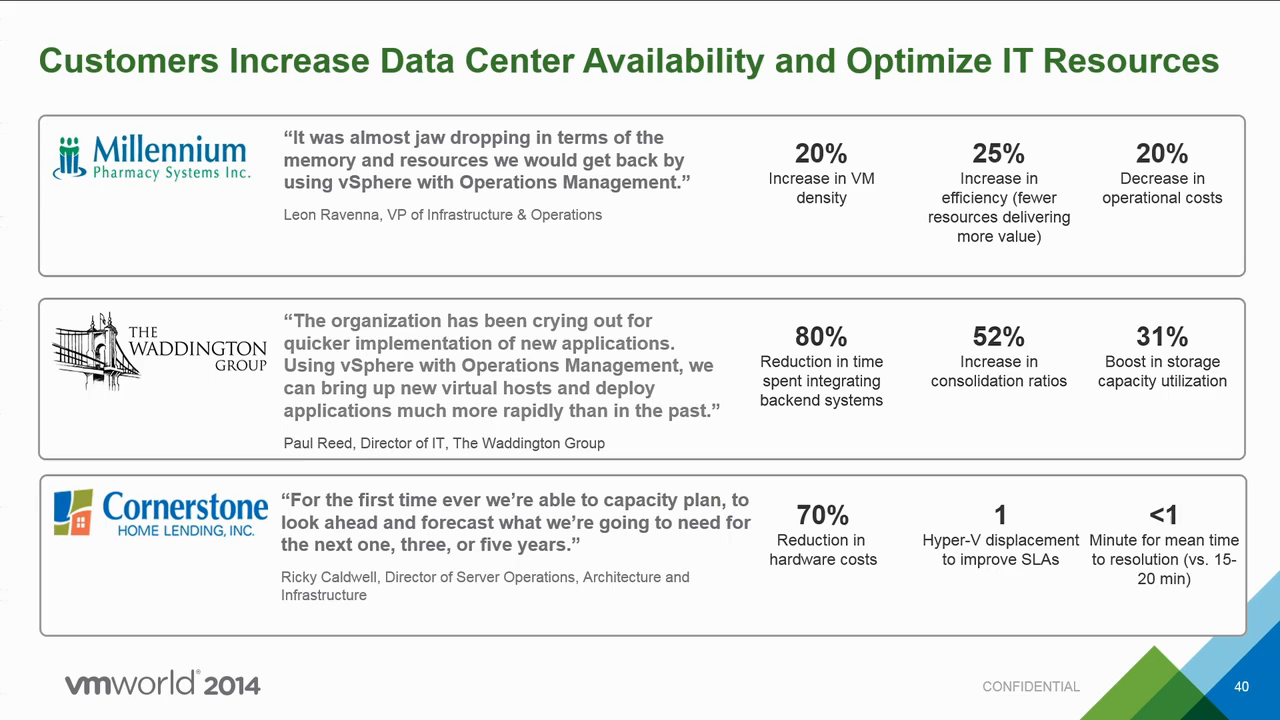 Customers Increase Data Center Availability and Optimize IT Resources
Millennium
Pharmacy Systems Inc.
“It was almost jaw dropping in terms of the
memory and resources we would get back by
using vSphere with Operations Management.”
Leon Ravenna, VP of Infrastructure & Operations
20%
Increase in VM
density
25%
Increase in
efficiency (fewer
resources delivering
more value)
20%
Decrease in
operational costs
THE
WADDINGTON
GROUP
“The organization has been crying out for
quicker implementation of new applications.
Using vSphere with Operations Management, we
can bring up new virtual hosts and deploy
applications much more rapidly than in the past.”
Paul Reed, Director of IT, The Waddington Group
80%
Reduction in time
spent integrating
backend systems
52%
Increase in
consolidation ratios
31%
Boost in storage
capacity utilization
Cornerstone
HOME LENDING, INC.
“For the first time ever we’re able to capacity plan, to
look ahead and forecast what we’re going to need for
the next one, three, or five years.”
Ricky Caldwell, Director of Server Operations, Architecture and
Infrastructure
70%
Reduction in
hardware costs
1
Hyper-V displacement
to improve SLAs
<1
Minute for mean time
to resolution (vs. 15-
20 min)
vmworld® 2014
CONFIDENTIAL
40